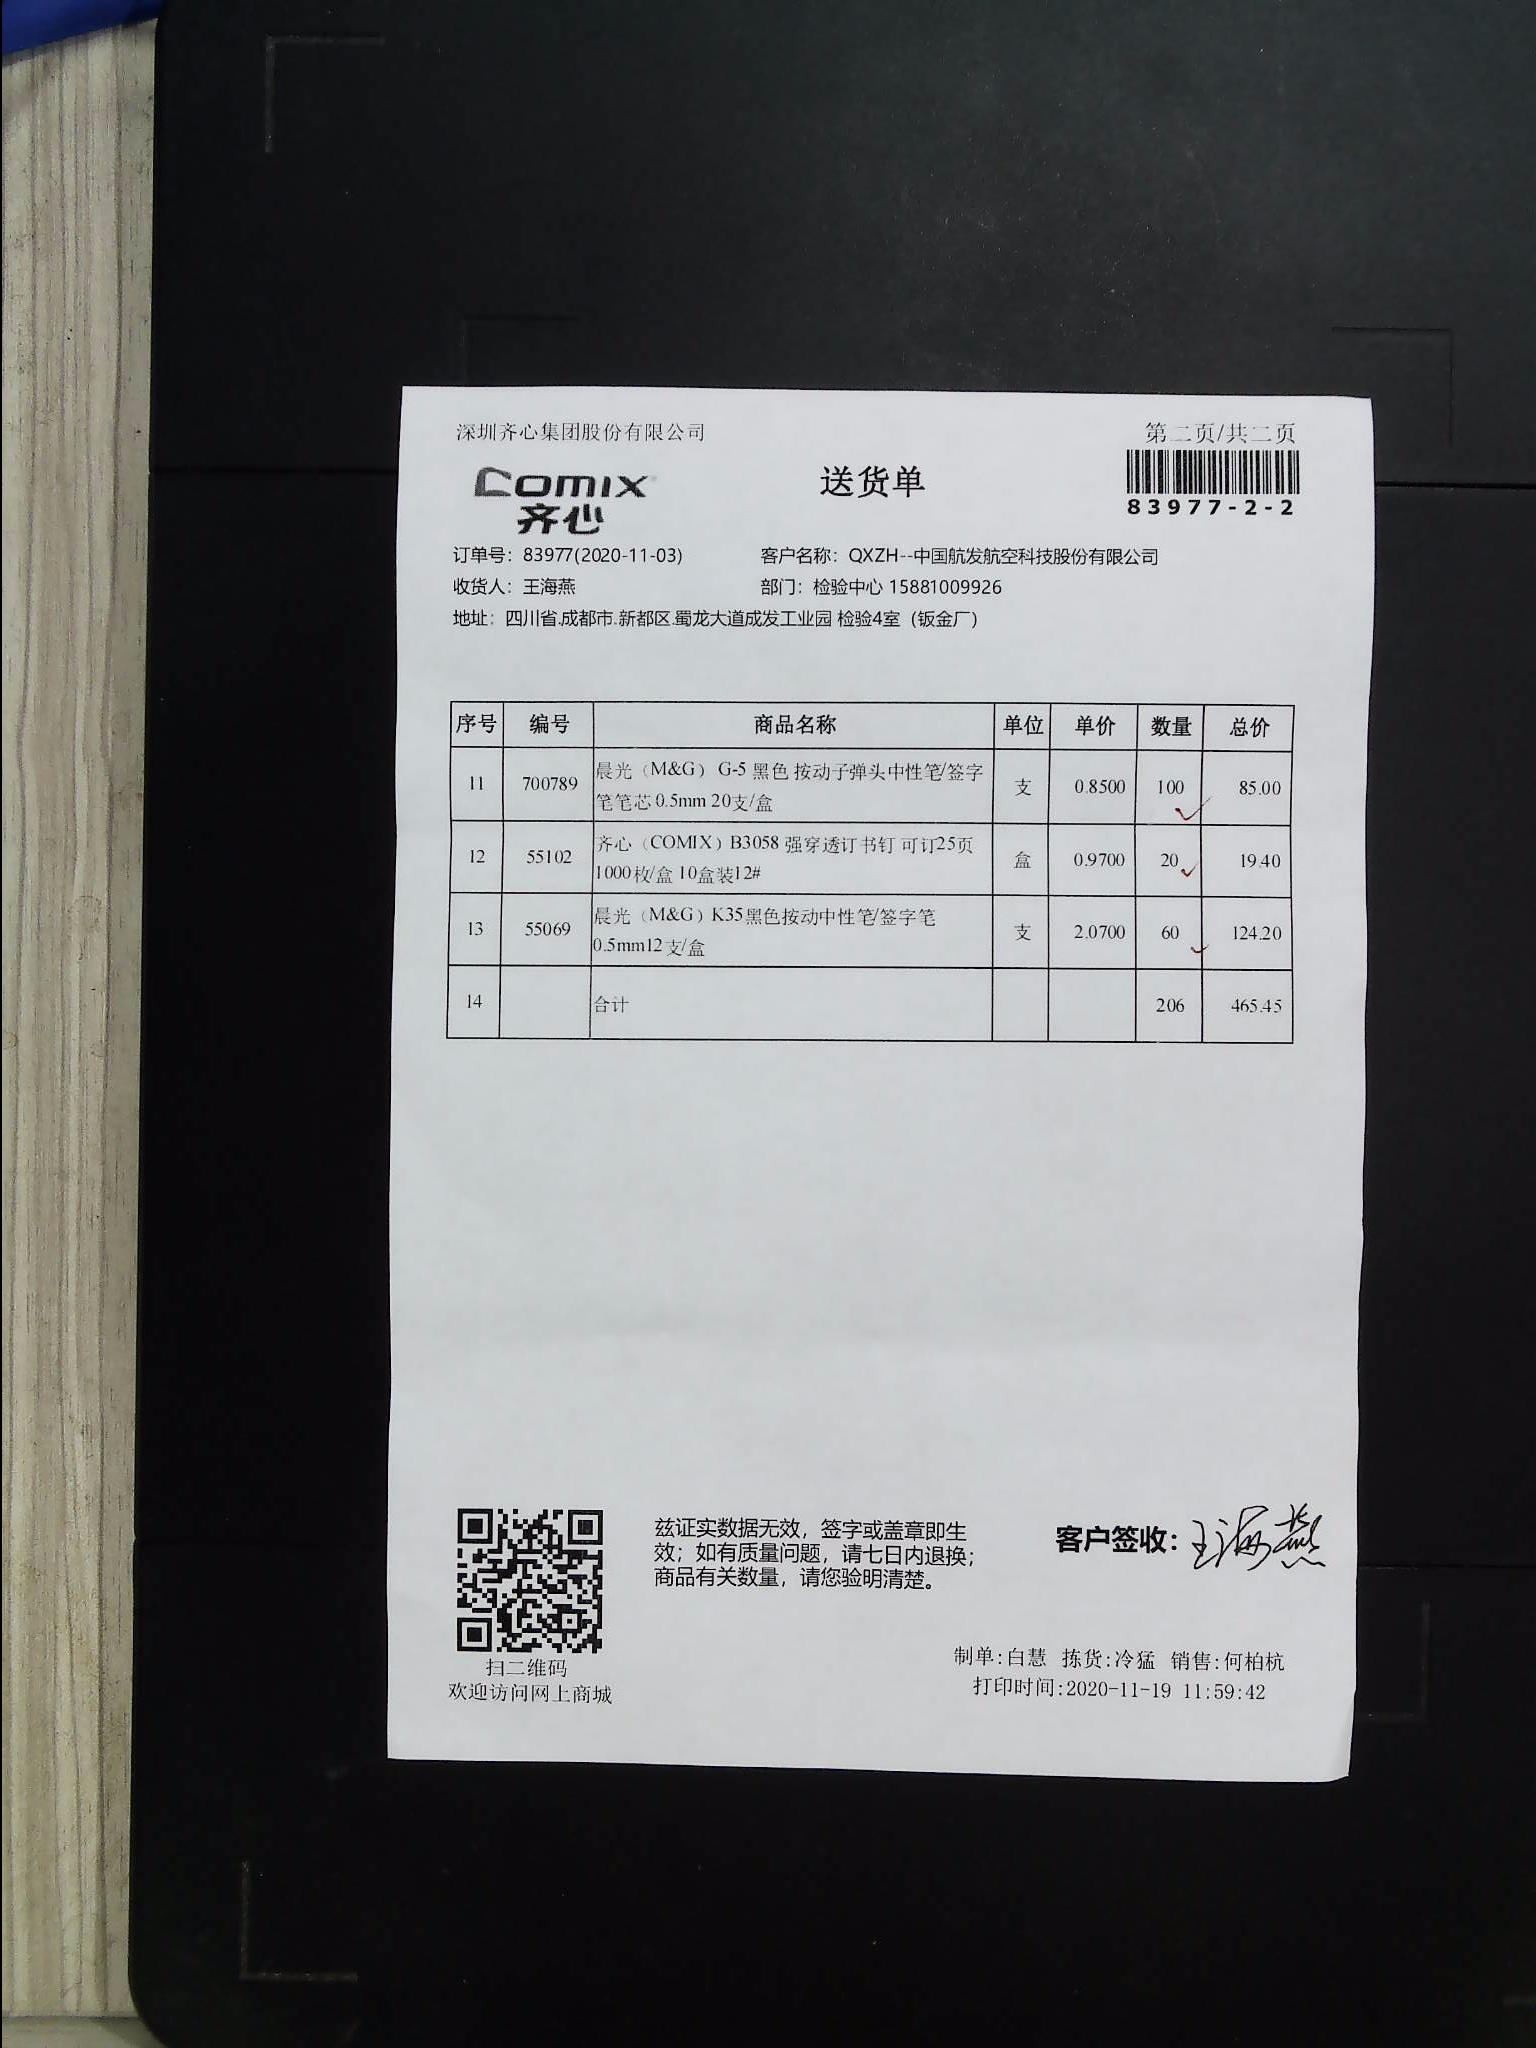 深圳齐心集团股份有限公司
第二页/共二页
COMIX
齐心
送货单
83977-2-2
订单号：83977(2020-11-03)
客户名称：QXZH--中国航发航空科技股份有限公司
收货人：王海燕
部门：检验中心 15881009926
地址：四川省.成都市.新都区.蜀龙大道成发工业园 检验4室（钣金厂）
序号 编号 商品名称 单位 单价 数量 总价
11 700789 晨光（M&G） G-5 黑色 按动子弹头中性笔/签字
笔笔芯 0.5mm 20支/盒 支 0.8500 100 85.00
12 55102 齐心（COMIX）B3058 强穿透订书钉 可订25页
1000枚/盒 10盒装12# 盒 0.9700 20 19.40
13 55069 晨光（M&G）K35黑色按动中性笔/签字笔
0.5mm12支/盒 支 2.0700 60 124.20
14 合计 206 465.45
兹证实数据无效，签字或盖章即生
效；如有质量问题，请七日内退换；
商品有关数量，请您验明清楚。
客户签收：王海燕
扫二维码
欢迎访问网上商城
制单:白慧 拣货:冷猛 销售:何柏杭
打印时间:2020-11-19 11:59:42